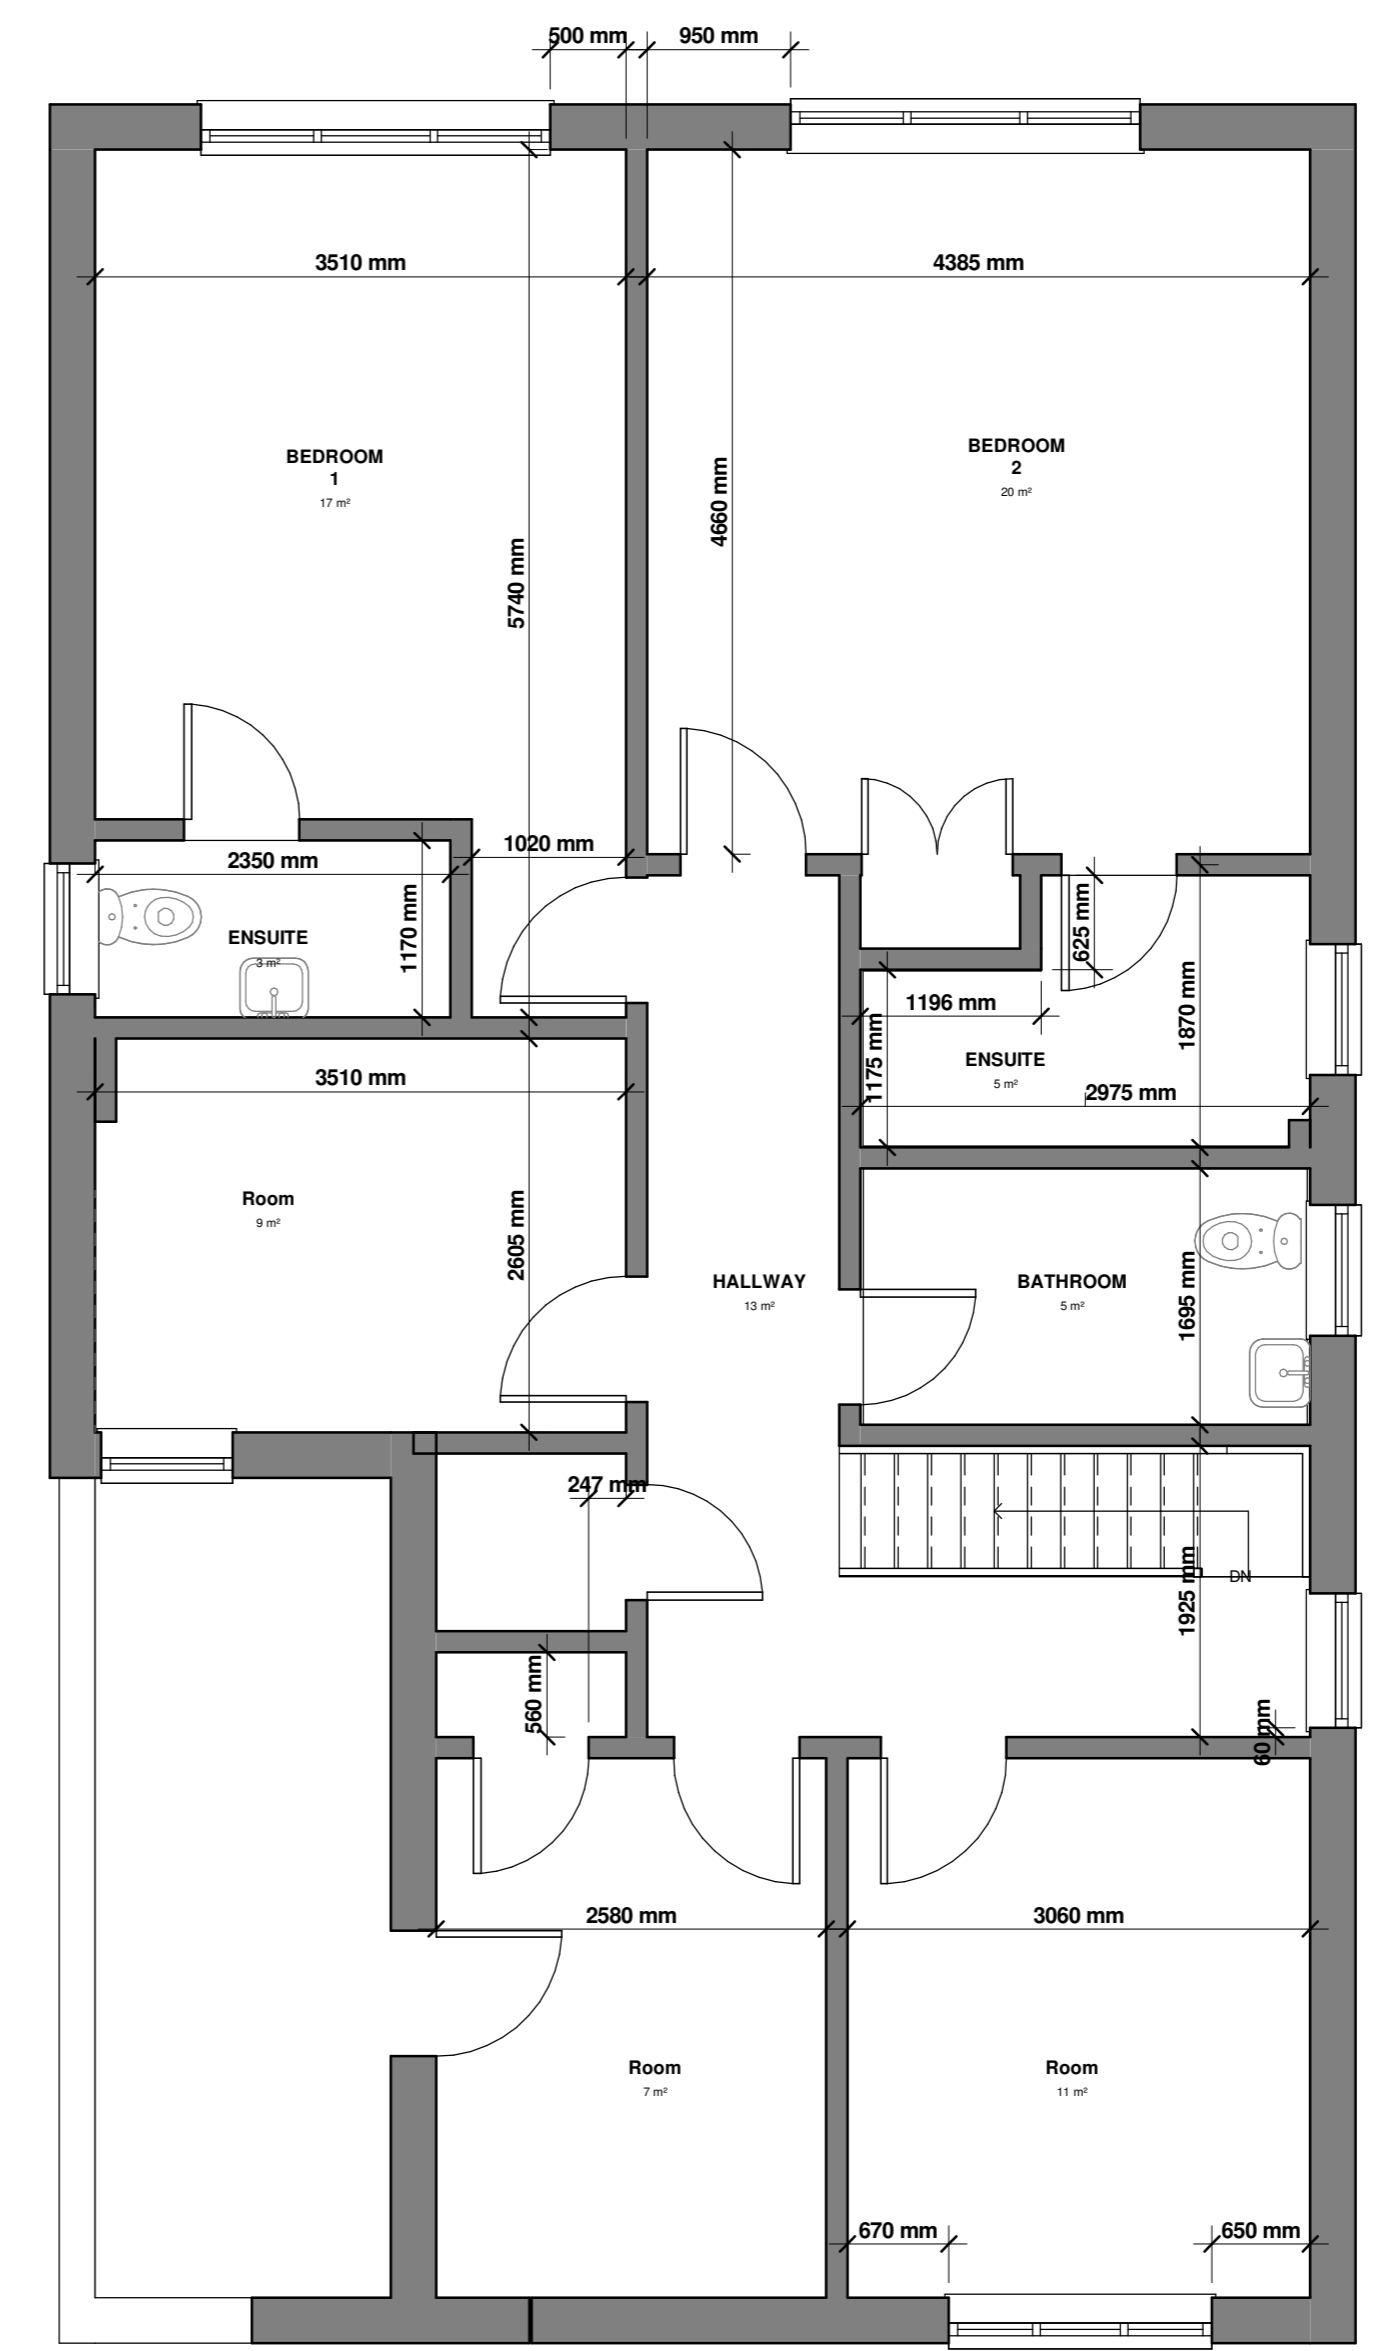 500 mm
950 mm
3510 mm
4385 mm
BEDROOM
1
17 m²
BEDROOM
2
20 m²
4660 mm
5740 mm
1020 mm
2350 mm
1170 mm
ENSUITE
3 m²
625 mm
1870 mm
1196 mm
1175 mm
ENSUITE
5 m²
3510 mm
2975 mm
Room
9 m²
2605 mm
HALLWAY
13 m²
BATHROOM
5 m²
1695 mm
247 mm
DN
1925 mm
560 mm
60 mm
2580 mm
3060 mm
Room
7 m²
Room
11 m²
670 mm
650 mm